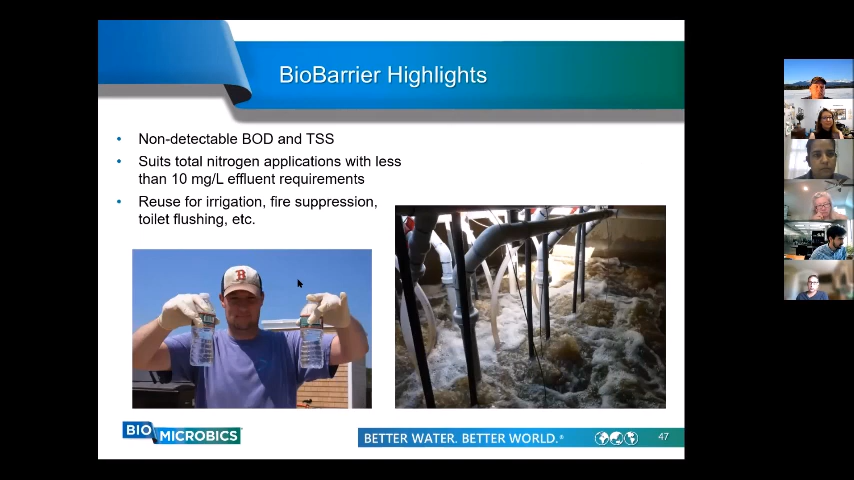 BioBarrier Highlights
• Non-detectable BOD and TSS
• Suits total nitrogen applications with less
than 10 mg/L effluent requirements
• Reuse for irrigation, fire suppression,
toilet flushing, etc.
B
BIO MICROBICS
BETTER WATER. BETTER WORLD.®
47